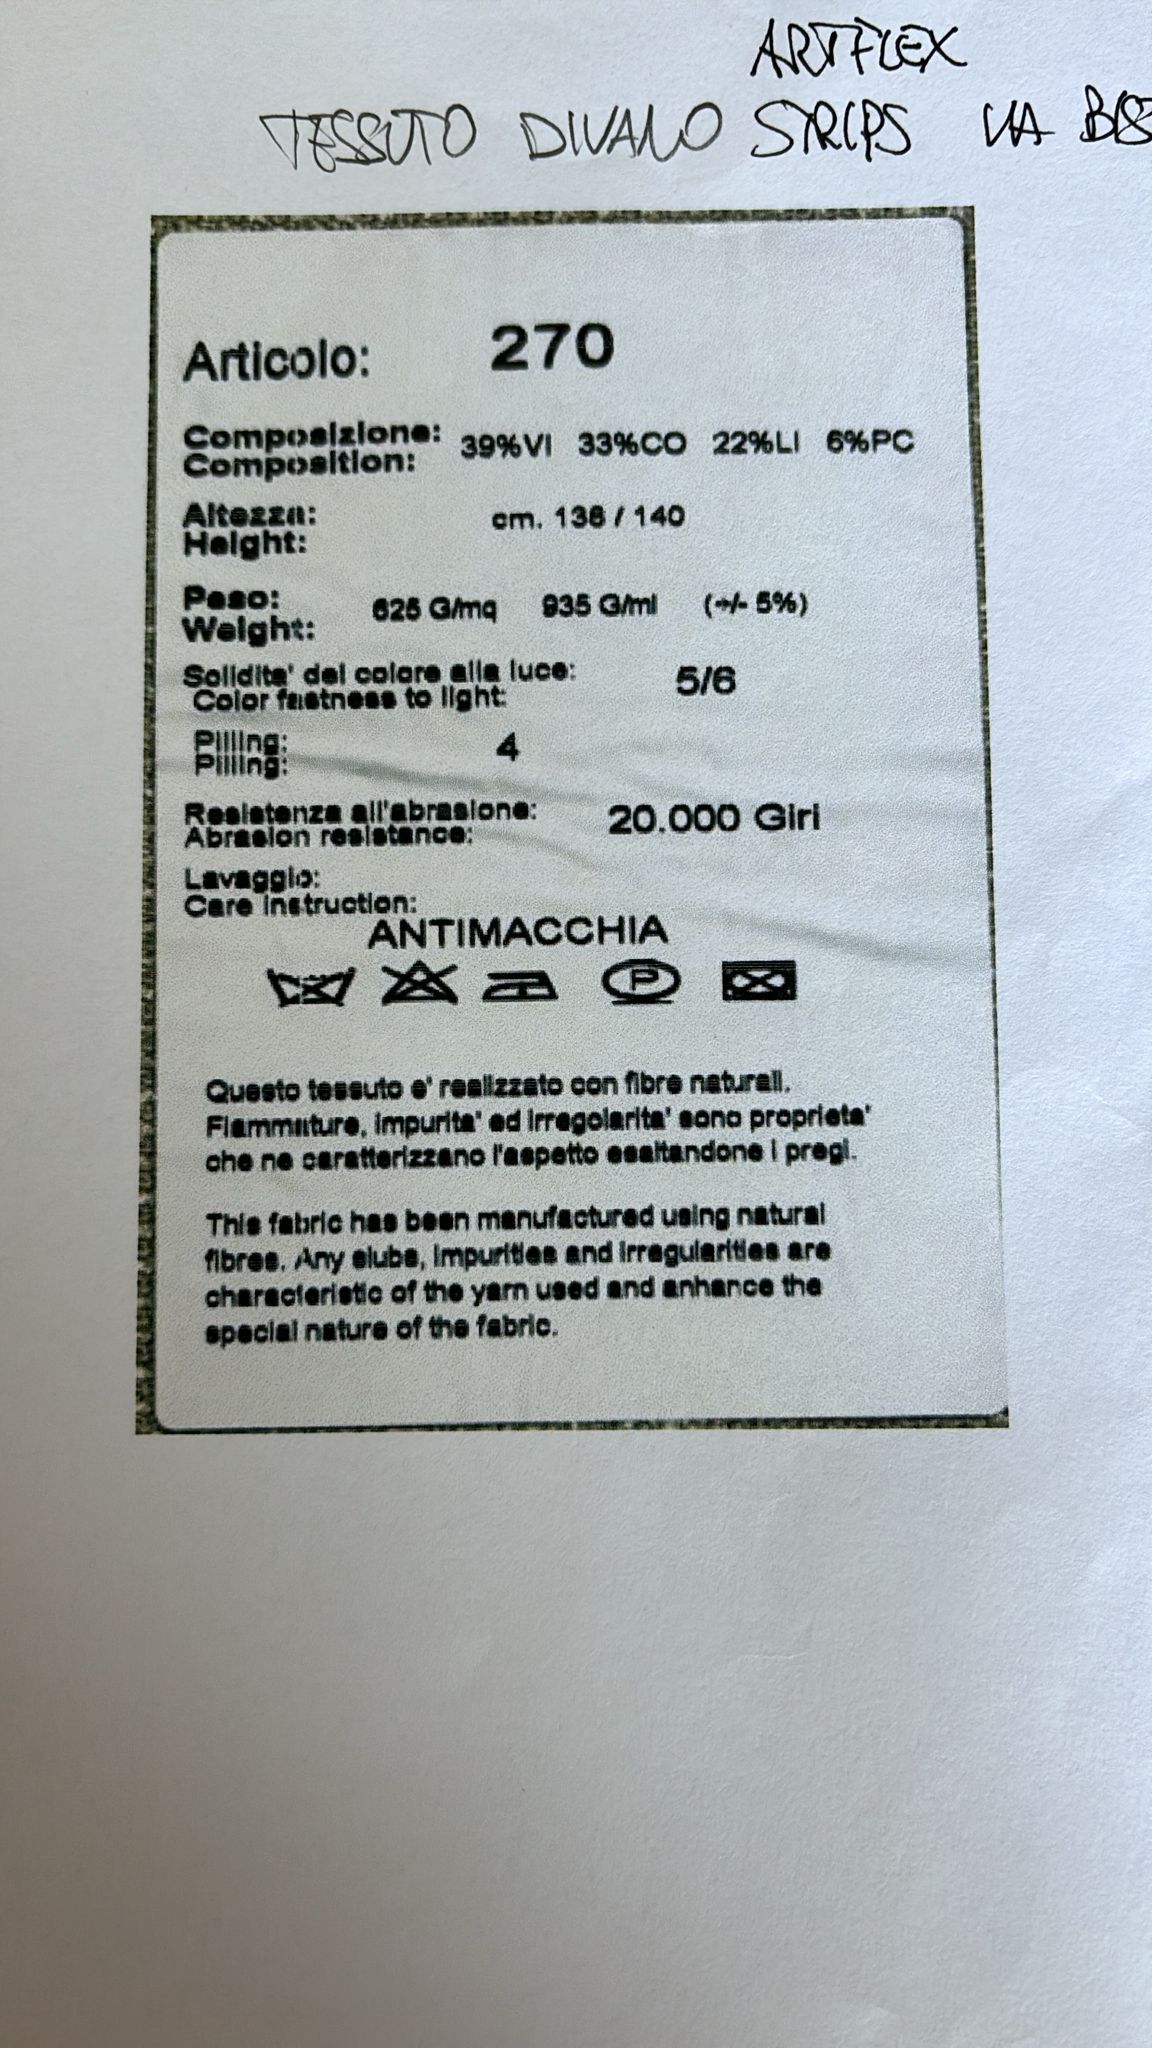 ARTFLEX
TESSUTO DIVANO STRIPS VIA
Articolo: 270
Composizione: 39%VI 33%CO 22%LI 6%PC
Composition:
Altezza: cm. 138 / 140
Height:
Peso: 625 G/mq 935 G/ml (+/- 5%)
Weight:
Solidita' del colore alla luce: 5/6
Color fastness to light:
Pilling: 4
Pilling:
Resistenza all'abrasione: 20.000 Giri
Abrasion resistance:
Lavaggio:
Care instruction:
ANTIMACCHIA
P
Questo tessuto e' realizzato con fibre naturali.
Fiammature, impurita' ed irregolarita' sono proprieta'
che ne caratterizzano l'aspetto esaltandone i pregi.
This fabric has been manufactured using natural
fibres. Any slubs, impurities and irregularities are
characteristic of the yarn used and enhance the
special nature of the fabric.